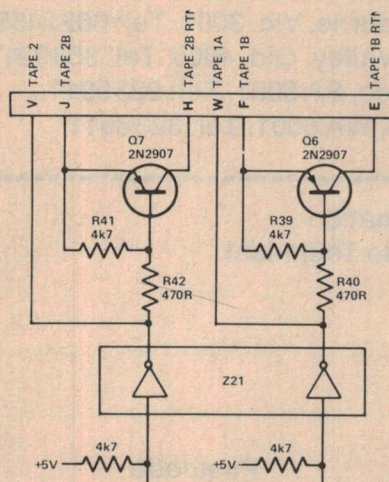 V TAPE 2
J TAPE 2B
H TAPE 2B RTN
W TAPE 1A
F TAPE 1B
E TAPE 1B
Q7
2N2907
Q6
2N2907
R41
4k7
R39
4k7
R42
470R
R40
470R
Z21
4k7
+5V
4k7
+5V